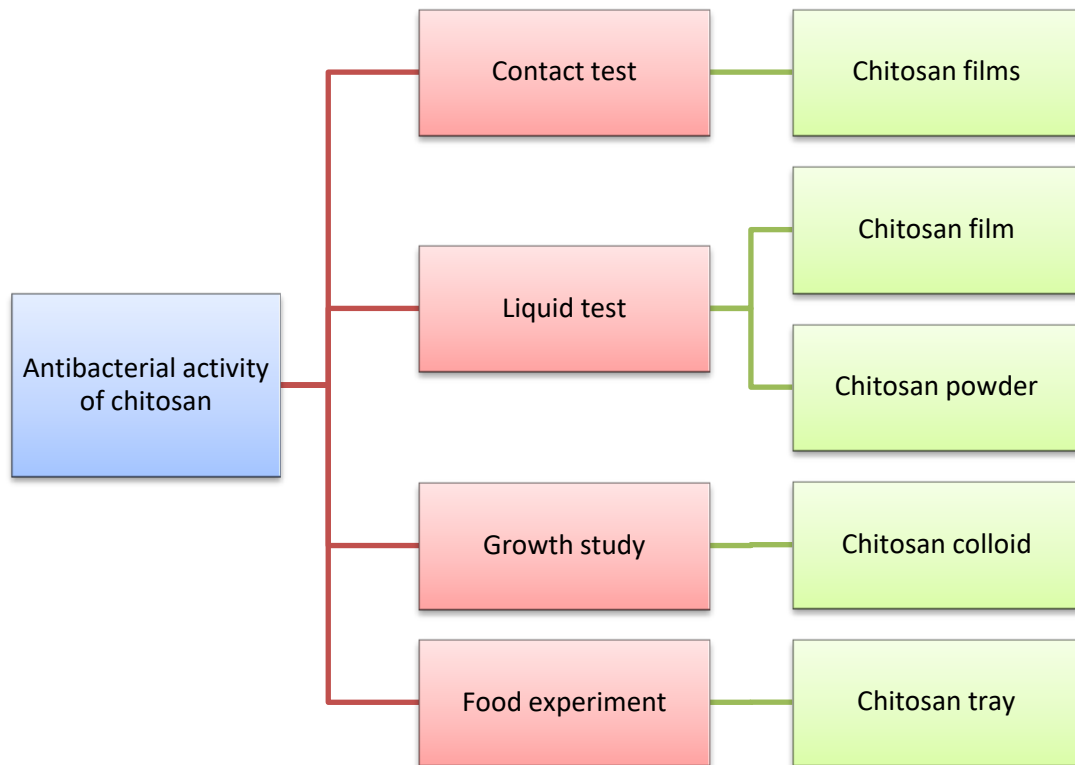 Antibacterial activity
of chitosan
Contact test
Chitosan films
Liquid test
Chitosan film
Chitosan powder
Growth study
Chitosan colloid
Food experiment
Chitosan tray